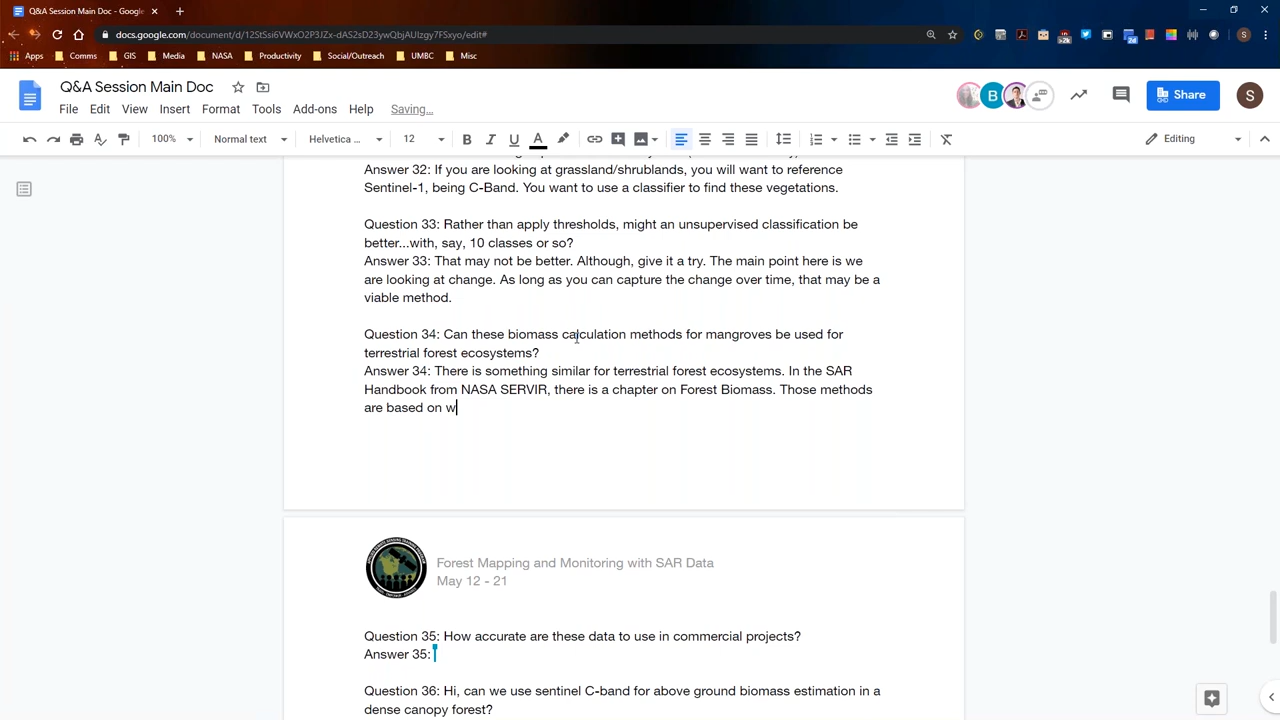 Q&A Session Main Doc - Google
docs.google.com/document/d/12StSsi6VWxO2P3JZx-dAS2sD23ywQbjAUIzgy7FSxyo/edit#
Apps Comms GIS Media NASA Productivity Social/Outreach UMBC Misc
Q&A Session Main Doc
File Edit View Insert Format Tools Add-ons Help Saving...
B
Share
S
100% Normal text Helvetica ... 12 B I U A Editing
Answer 32: If you are looking at grassland/shrublands, you will want to reference
Sentinel-1, being C-Band. You want to use a classifier to find these vegetations.
Question 33: Rather than apply thresholds, might an unsupervised classification be
better...with, say, 10 classes or so?
Answer 33: That may not be better. Although, give it a try. The main point here is we
are looking at change. As long as you can capture the change over time, that may be a
viable method.
Question 34: Can these biomass calculation methods for mangroves be used for
terrestrial forest ecosystems?
Answer 34: There is something similar for terrestrial forest ecosystems. In the SAR
Handbook from NASA SERVIR, there is a chapter on Forest Biomass. Those methods
are based on w
Forest Mapping and Monitoring with SAR Data
May 12 - 21
Question 35: How accurate are these data to use in commercial projects?
Answer 35:
Question 36: Hi, can we use sentinel C-band for above ground biomass estimation in a
dense canopy forest?